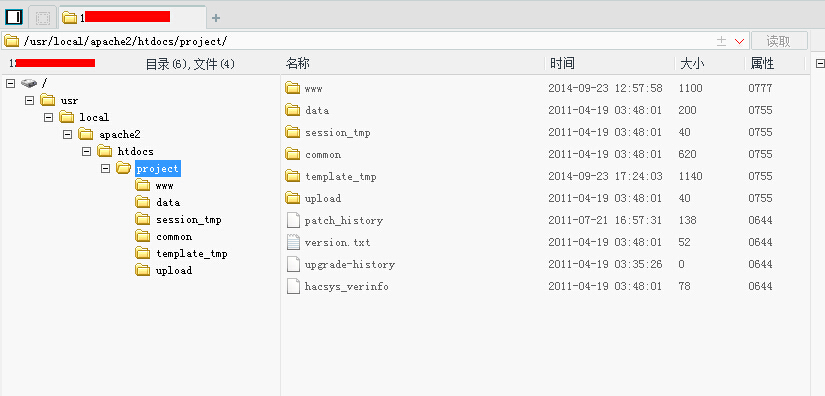 1
/usr/local/apache2/htdocs/project/ 读取
1 目录(6),文件(4) 名称 时间 大小 属性
/
usr
local
apache2
htdocs
project
www
data
session_tmp
common
template_tmp
upload
www 2014-09-23 12:57:58 1100 0777
data 2011-04-19 03:48:01 200 0755
session_tmp 2011-04-19 03:48:01 40 0755
common 2011-04-19 03:48:01 620 0755
template_tmp 2014-09-23 17:24:03 1140 0755
upload 2011-04-19 03:48:01 40 0755
patch_history 2011-07-21 16:57:31 138 0644
version.txt 2011-04-19 03:48:01 52 0644
upgrade-history 2011-04-19 03:35:26 0 0644
hacsys_verinfo 2011-04-19 03:48:01 78 0644